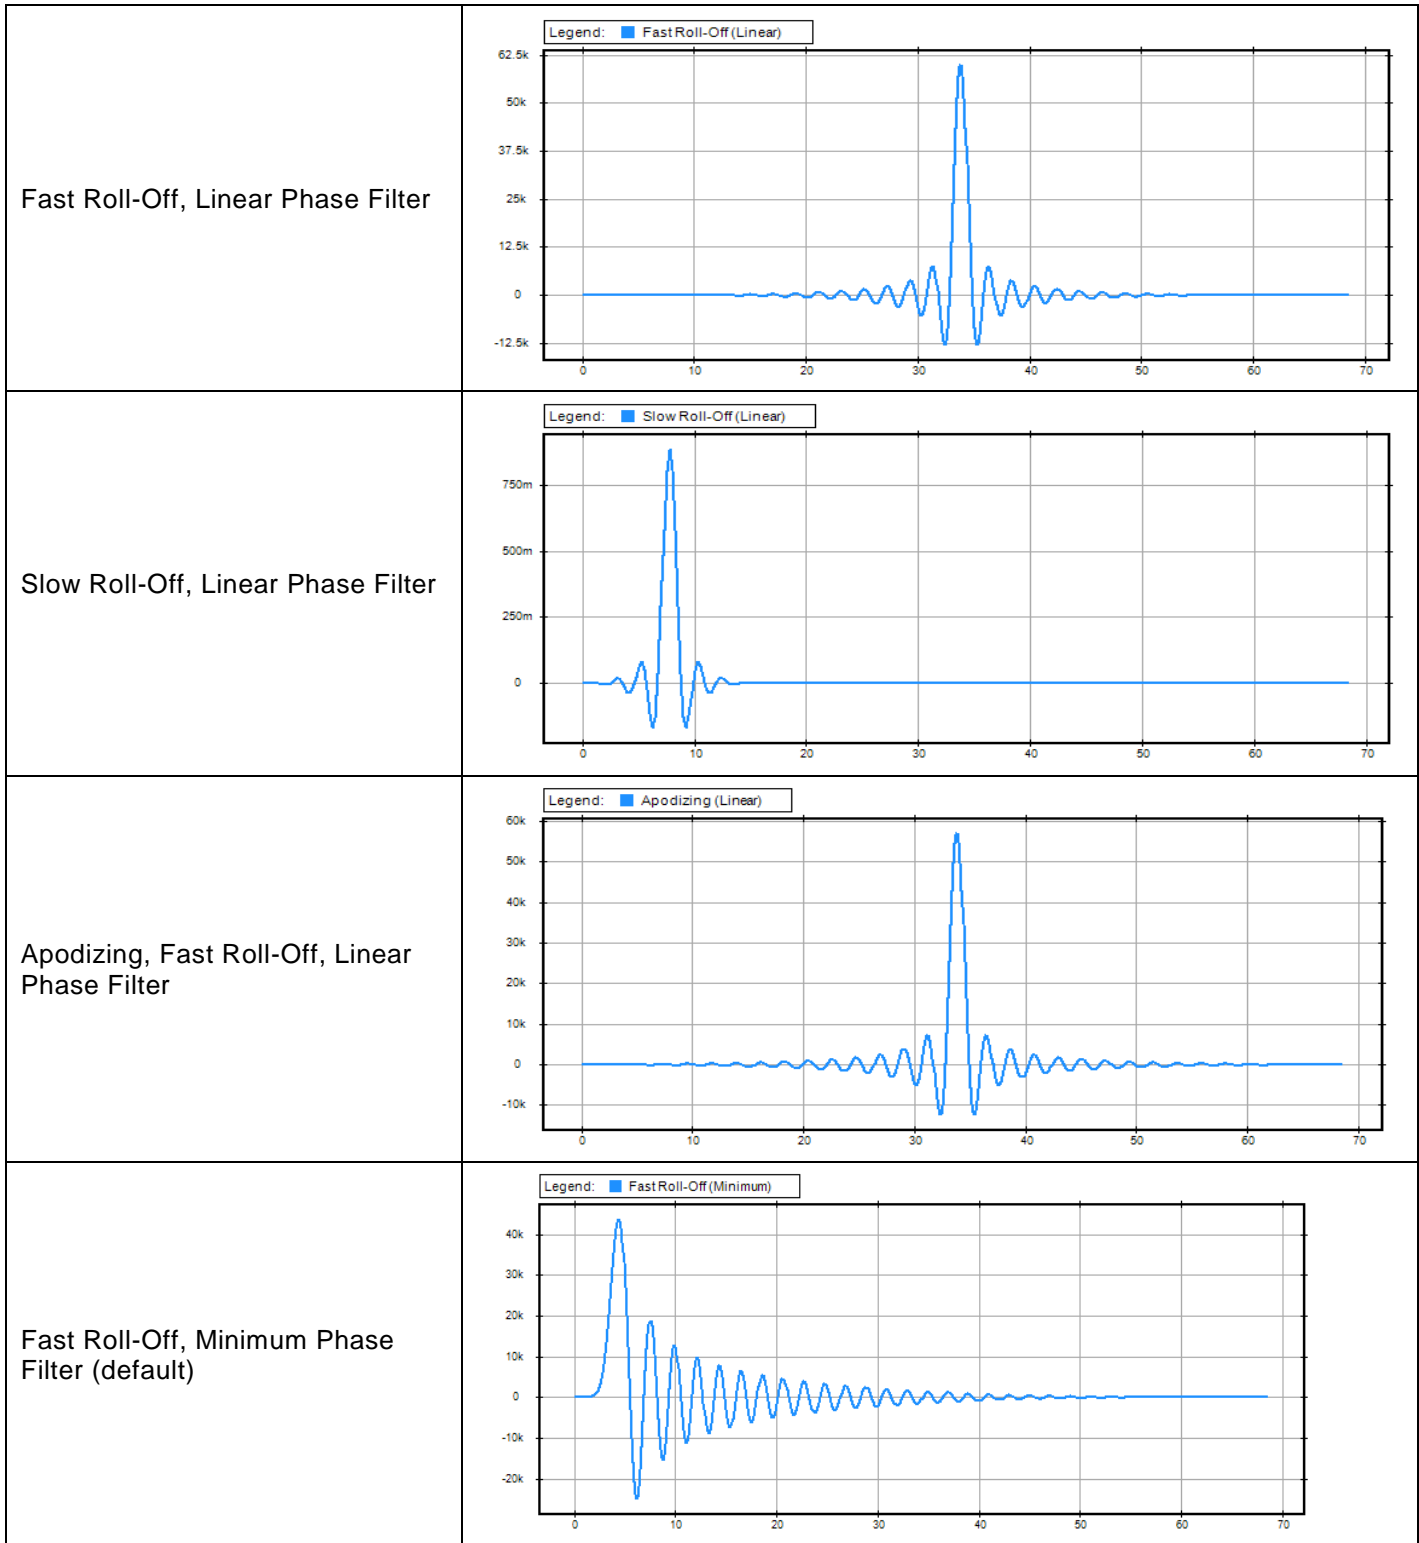 Fast Roll-Off, Linear Phase Filter
Legend: Fast Roll-Off (Linear)
62.5k
50k
37.5k
25k
12.5k
0
-12.5k
0 10 20 30 40 50 60 70
Slow Roll-Off, Linear Phase Filter
Legend: Slow Roll-Off (Linear)
750m
500m
250m
0
0 10 20 30 40 50 60 70
Apodizing, Fast Roll-Off, Linear
Phase Filter
Legend: Apodizing (Linear)
60k
50k
40k
30k
20k
10k
0
-10k
0 10 20 30 40 50 60 70
Fast Roll-Off, Minimum Phase
Filter (default)
Legend: Fast Roll-Off (Minimum)
40k
30k
20k
10k
0
-10k
-20k
0 10 20 30 40 50 60 70